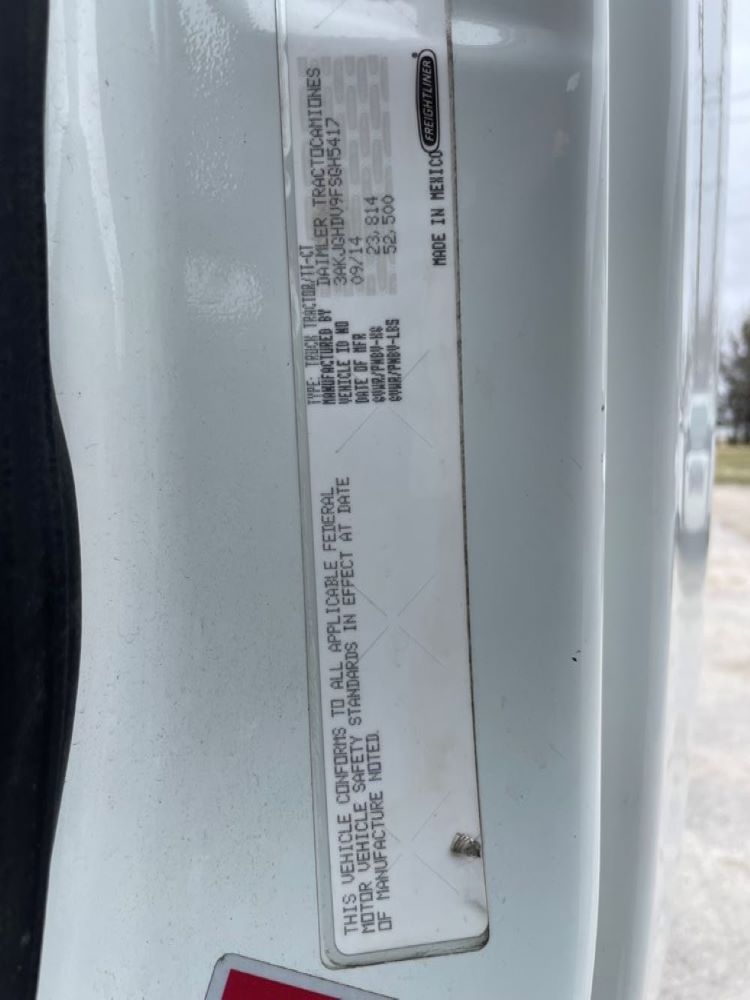 THIS VEHICLE CONFORMS TO ALL APPLICABLE FEDERAL
MOTOR VEHICLE SAFETY STANDARDS IN EFFECT AT DATE
OF MANUFACTURE NOTED.
TYPE: TRUCK TRACTOR/TT-CT
MANUFACTURED BY DAIMLER TRACTOCAMIONES
VEHICLE ID NO 3AKJGHDV9FSGH5417
DATE OF MFR 09/14
GVWR/PNBV-KG 23,814
GVWR/PNBV-LBS 52,500
MADE IN MEXICO
FREIGHTLINER